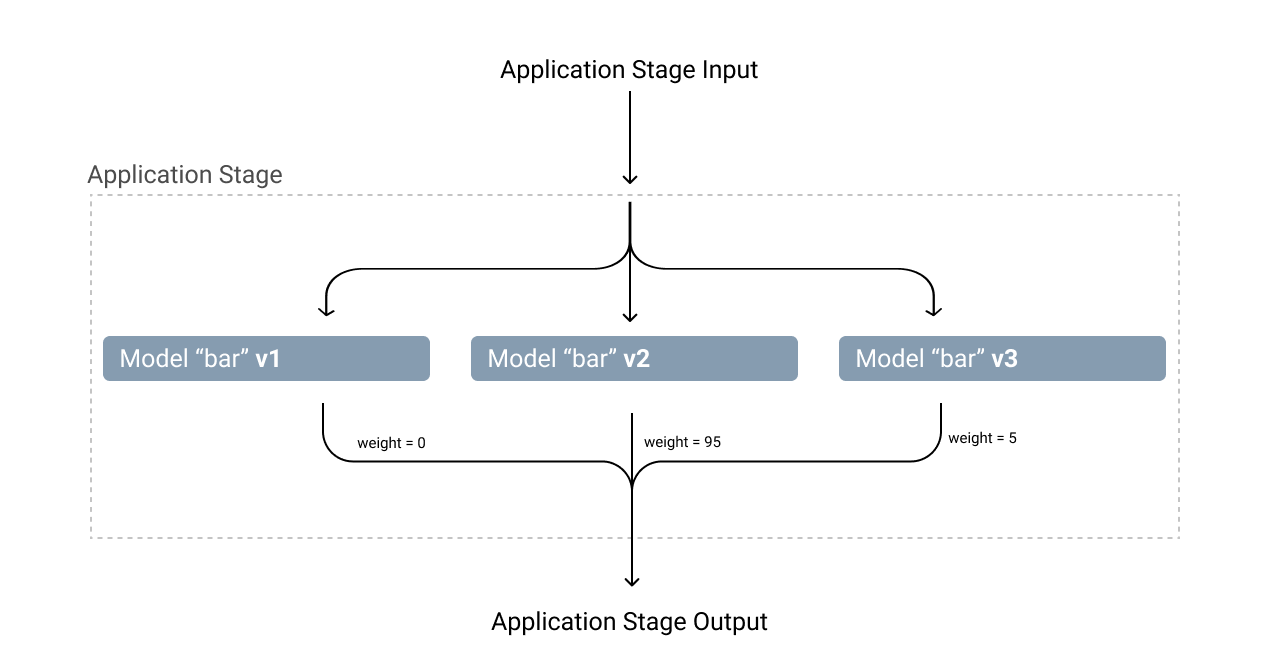 Application Stage Input
Application Stage
Model “bar” v1
Model “bar” v2
Model “bar” v3
weight = 0
weight = 95
weight = 5
Application Stage Output